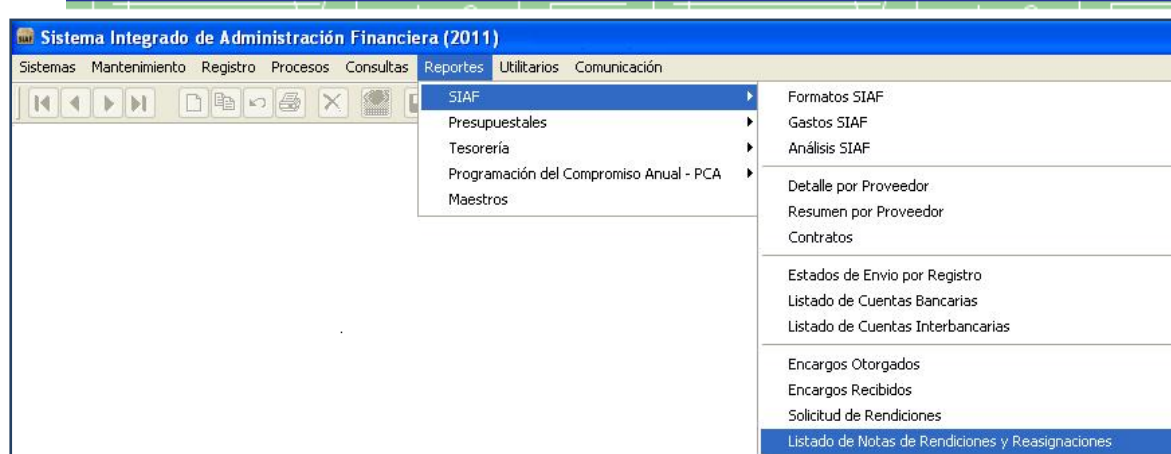 SIAF Sistema Integrado de Administración Financiera (2011)
Sistemas Mantenimiento Registro Procesos Consultas Reportes Utilitarios Comunicación
SIAF
Presupuestales
Tesorería
Programación del Compromiso Anual - PCA
Maestros
Formatos SIAF
Gastos SIAF
Análisis SIAF
Detalle por Proveedor
Resumen por Proveedor
Contratos
Estados de Envio por Registro
Listado de Cuentas Bancarias
Listado de Cuentas Interbancarias
Encargos Otorgados
Encargos Recibidos
Solicitud de Rendiciones
Listado de Notas de Rendiciones y Reasignaciones